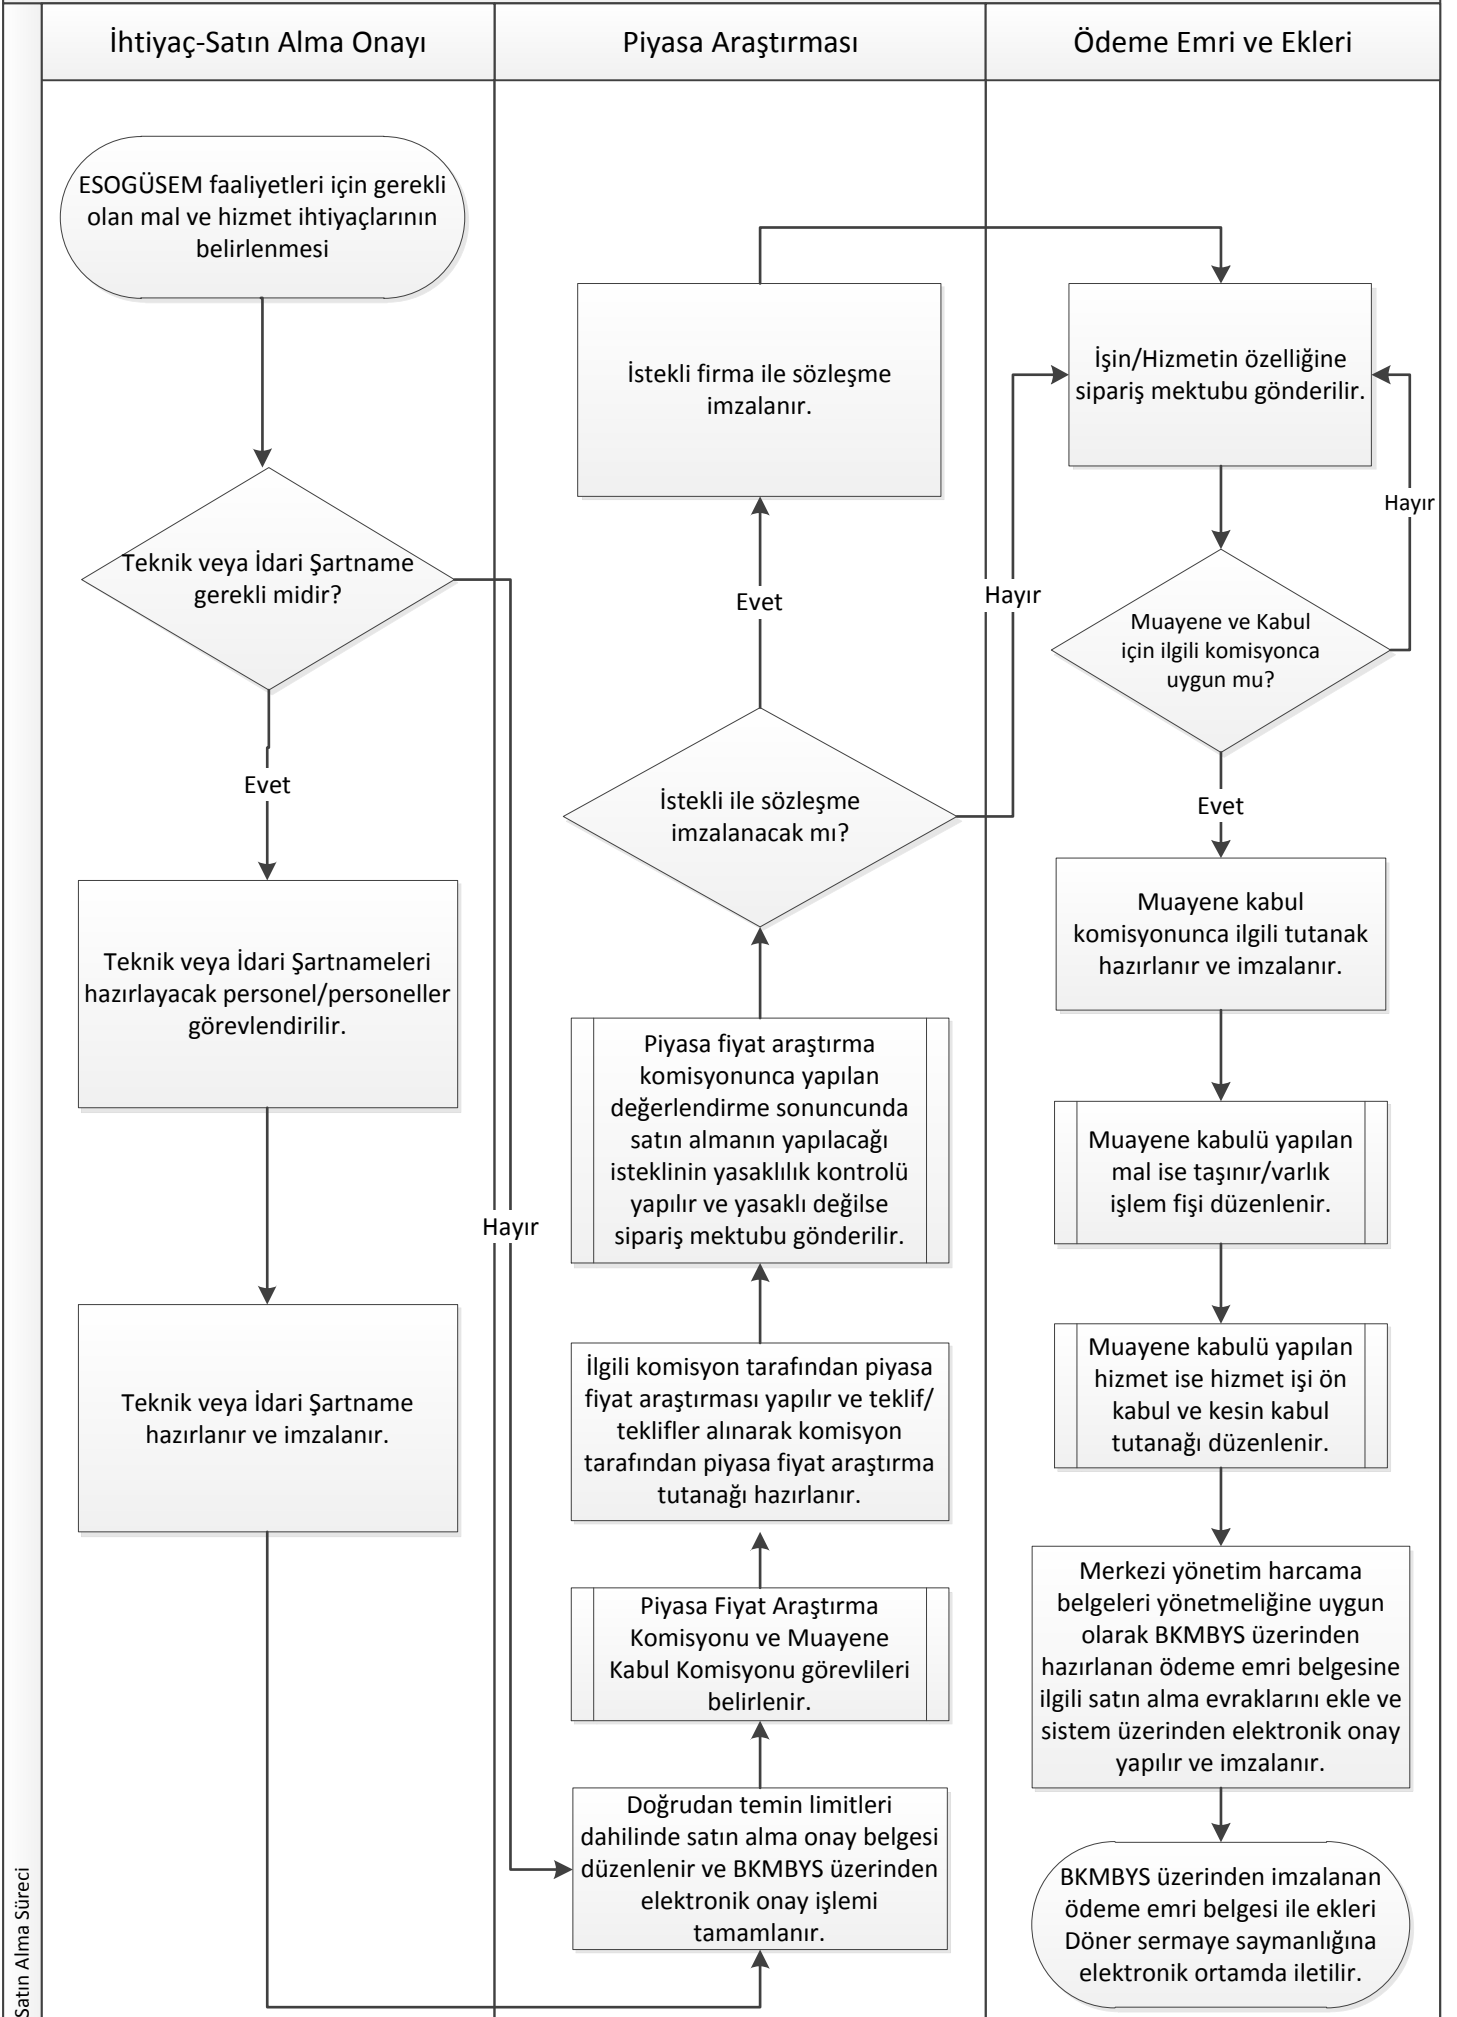 İhtiyaç-Satın Alma Onayı
Piyasa Araştırması
Ödeme Emri ve Ekleri
Satın Alma Süreci
ESOGÜSEM faaliyetleri için gerekli
olan mal ve hizmet ihtiyaçlarının
belirlenmesi
Teknik veya İdari Şartname
gerekli midir?
Evet
Hayır
Teknik veya İdari Şartnameleri
hazırlayacak personel/personeller
görevlendirilir.
Teknik veya İdari Şartname
hazırlanır ve imzalanır.
İstekli firma ile sözleşme
imzalanır.
Evet
Hayır
İstekli ile sözleşme
imzalanacak mı?
Piyasa fiyat araştırma
komisyonunca yapılan
değerlendirme sonuncunda
satın almanın yapılacağı
isteklinin yasaklılık kontrolü
yapılır ve yasaklı değilse
sipariş mektubu gönderilir.
İlgili komisyon tarafından piyasa
fiyat araştırması yapılır ve teklif/
teklifler alınarak komisyon
tarafından piyasa fiyat araştırma
tutanağı hazırlanır.
Piyasa Fiyat Araştırma
Komisyonu ve Muayene
Kabul Komisyonu görevlileri
belirlenir.
Doğrudan temin limitleri
dahilinde satın alma onay belgesi
düzenlenir ve BKMBYS üzerinden
elektronik onay işlemi
tamamlanır.
İşin/Hizmetin özelliğine
sipariş mektubu gönderilir.
Hayır
Muayene ve Kabul
için ilgili komisyonca
uygun mu?
Evet
Muayene kabul
komisyonunca ilgili tutanak
hazırlanır ve imzalanır.
Muayene kabulü yapılan
mal ise taşınır/varlık
işlem fişi düzenlenir.
Muayene kabulü yapılan
hizmet ise hizmet işi ön
kabul ve kesin kabul
tutanağı düzenlenir.
Merkezi yönetim harcama
belgeleri yönetmeliğine uygun
olarak BKMBYS üzerinden
hazırlanan ödeme emri belgesine
ilgili satın alma evraklarını ekle ve
sistem üzerinden elektronik onay
yapılır ve imzalanır.
BKMBYS üzerinden imzalanan
ödeme emri belgesi ile ekleri
Döner sermaye saymanlığına
elektronik ortamda iletilir.